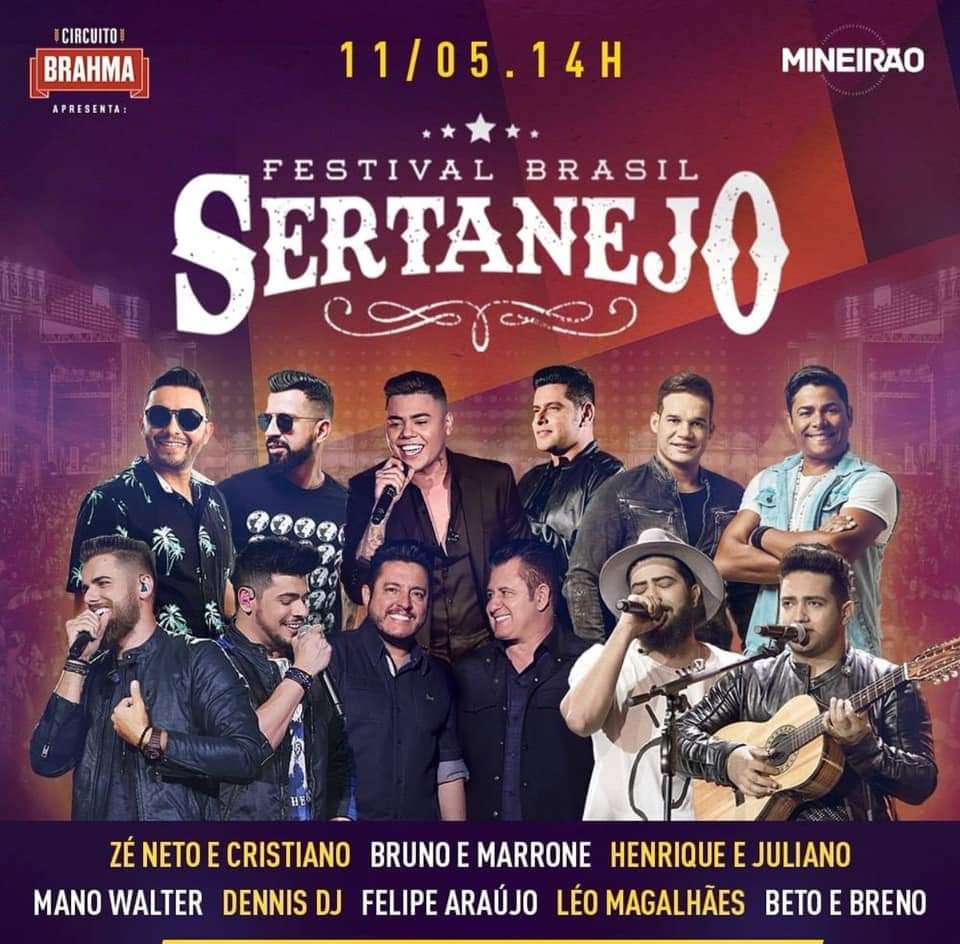 CIRCUITO
BRAHMA
APRESENTA:
11/05.14H
MINEIRAO
FESTIVAL BRASIL
SERTANEJO
ZÉ NETO E CRISTIANO BRUNO E MARRONE HENRIQUE E JULIANO
MANO WALTER DENNIS DJ FELIPE ARAÚJO LÉO MAGALHÃES BETO E BRENO